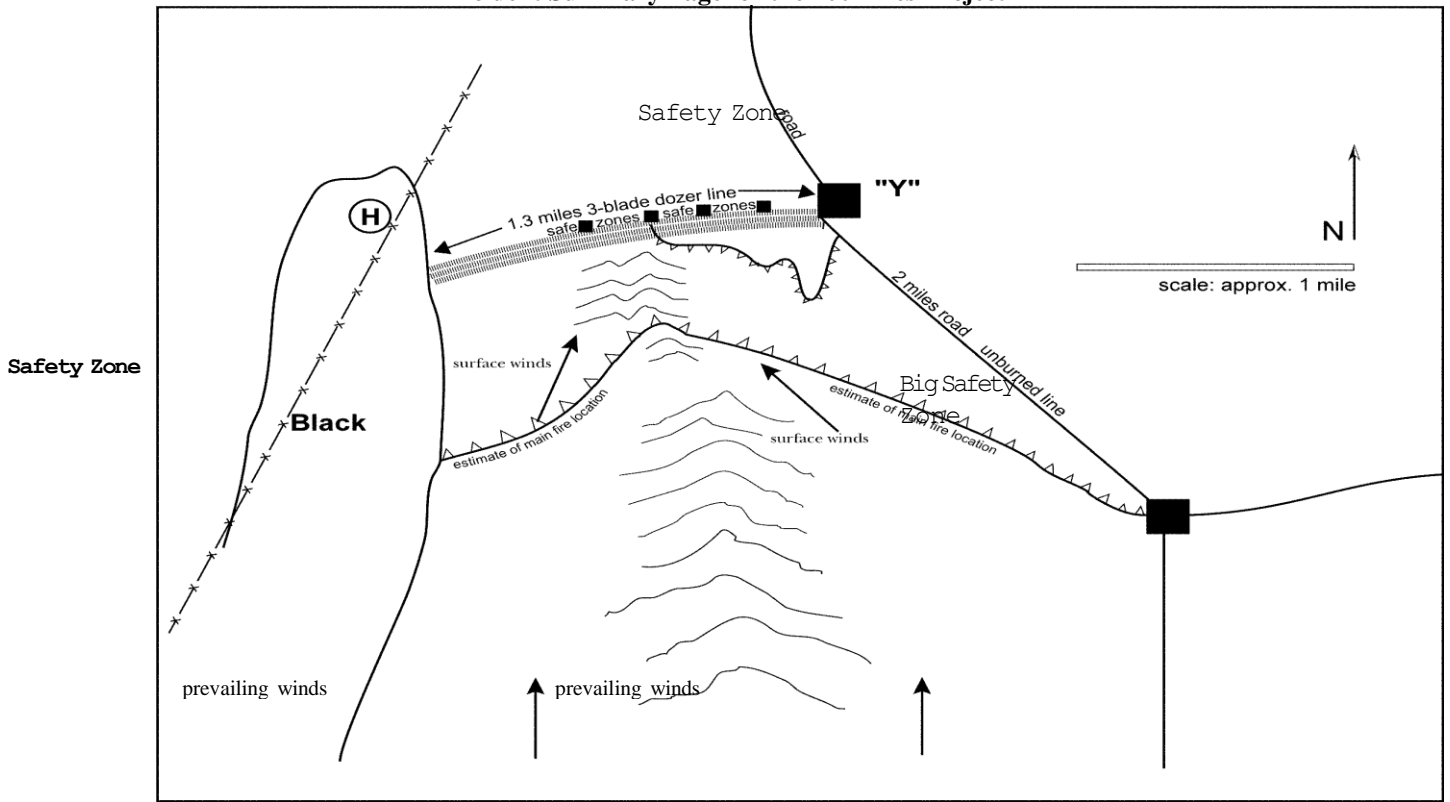 Safety Zone
road
"Y"
1.3 miles 3-blade dozer line
safe zones safe zones
H
N
scale: approx. 1 mile
2 miles road unburned line
surface winds
Safety Zone
Big Safety
Zone
Black
estimate of main fire location
estimate of main fire location
surface winds
prevailing winds
prevailing winds